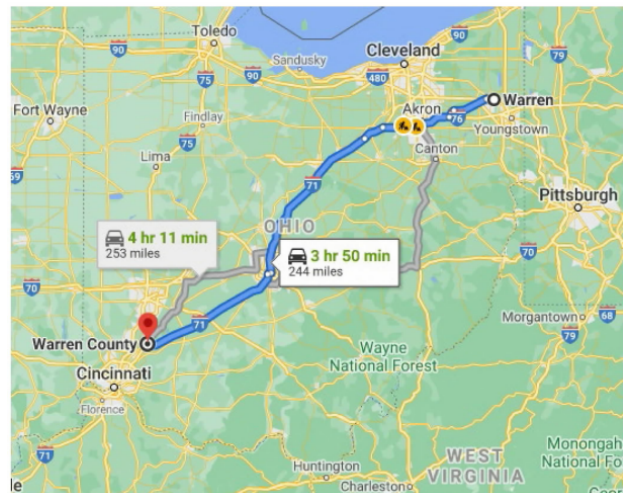 Toledo
90
90
Cleveland
Sandusky
80
90
480
79
75
Akron
Warren
Fort Wayne
Findlay
76
Youngstown
75
Canton
69
Lima
71
Pittsburgh
OHIO
4 hr 11 min
253 miles
3 hr 50 min
244 miles
70
70
70
71
Morgantown
68
Warren County
79
Cincinnati
Wayne
National Forest
Florence
71
WEST
VIRGINIA
Monongah
National Fo
Huntington
Charleston
le